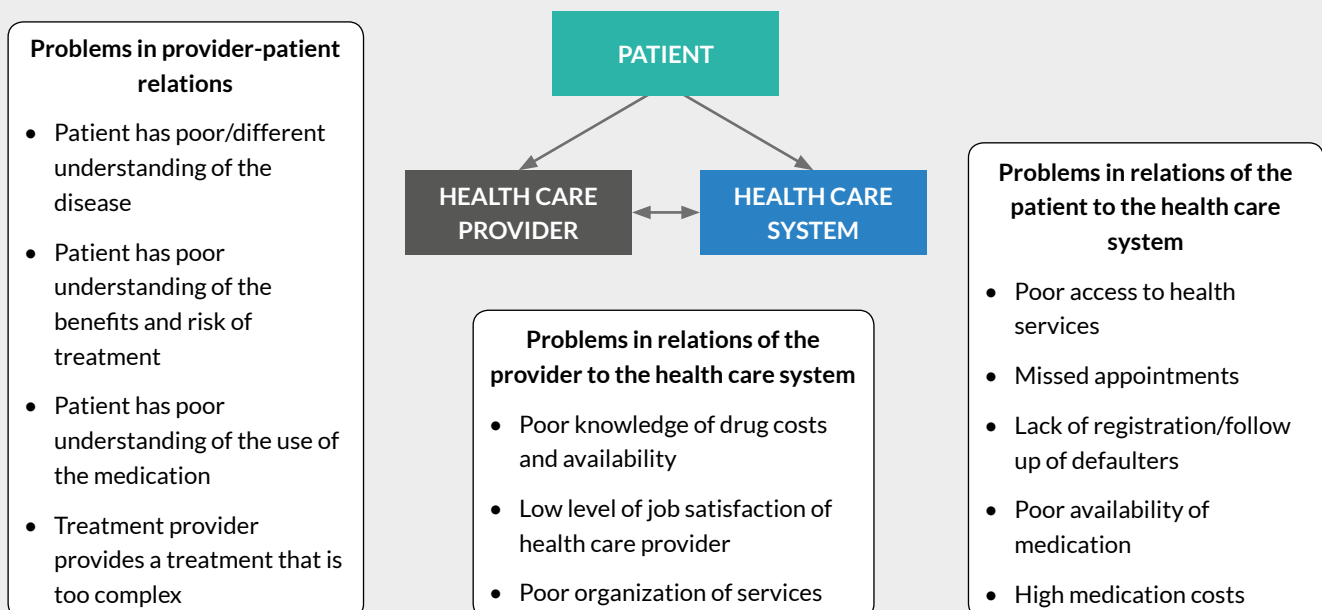 Problems in provider-patient
relations
• Patient has poor/different
understanding of the
disease
• Patient has poor
understanding of the
benefits and risk of
treatment
• Patient has poor
understanding of the use of
the medication
• Treatment provider
provides a treatment that is
too complex
PATIENT
HEALTH CARE
PROVIDER
HEALTH CARE
SYSTEM
Problems in relations of the
provider to the health care system
• Poor knowledge of drug costs
and availability
• Low level of job satisfaction of
health care provider
• Poor organization of services
Problems in relations of the
patient to the health care
system
• Poor access to health
services
• Missed appointments
• Lack of registration/follow
up of defaulters
• Poor availability of
medication
• High medication costs